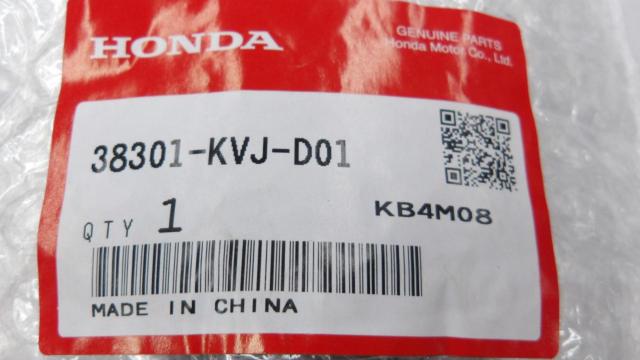 HONDA
GENUINE PARTS
Honda Motor Co., Ltd.
38301-KVJ-D01
QTY 1
KB4M08
MADE IN CHINA